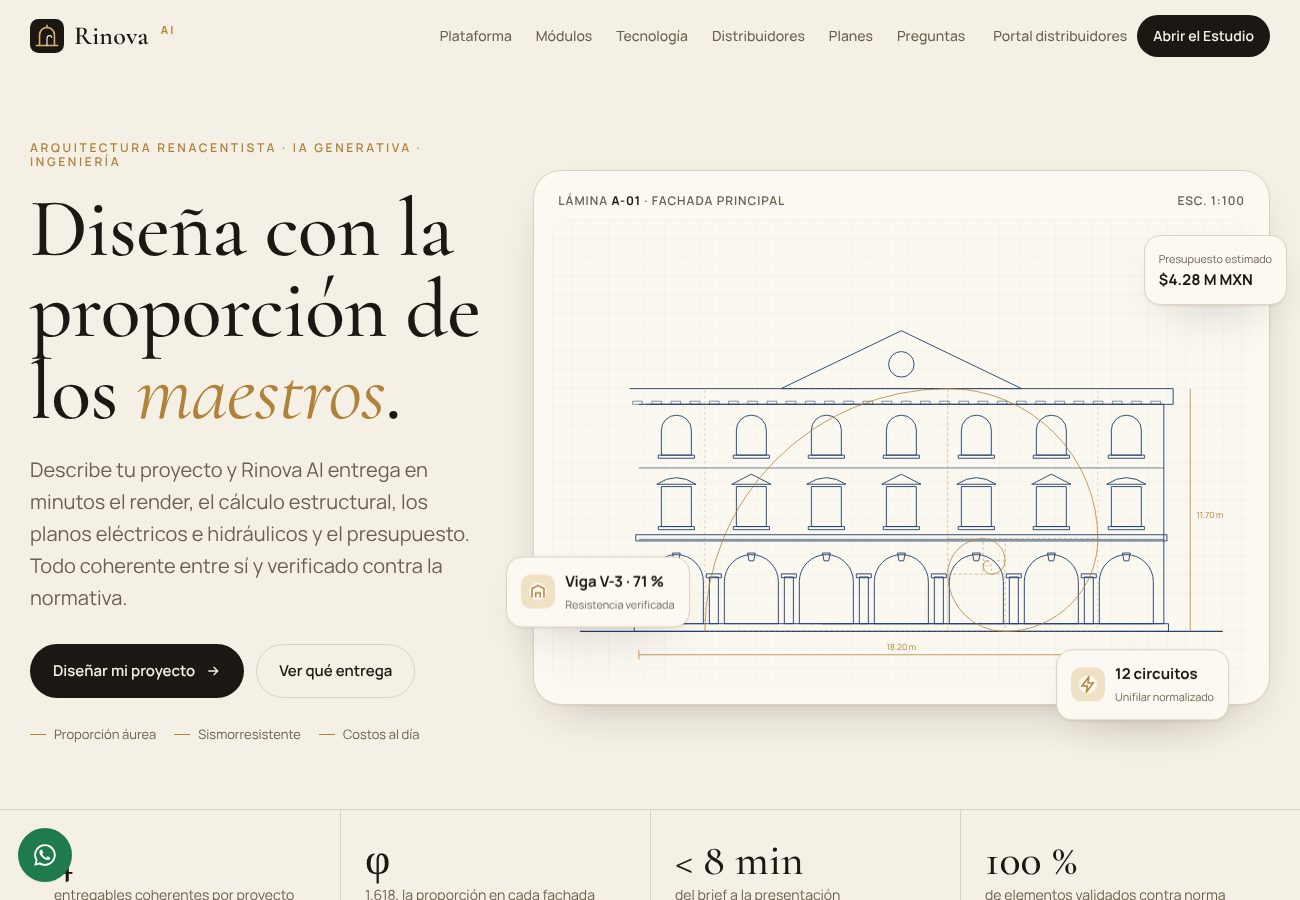 Rinova AI
Plataforma Módulos Tecnología Distribuidores Planes Preguntas Portal distribuidores Abrir el Estudio
ARQUITECTURA RENACENTISTA · IA GENERATIVA ·
INGENIERÍA
Diseña con la
proporción de
los maestros.
Describe tu proyecto y Rinova AI entrega en
minutos el render, el cálculo estructural, los
planos eléctricos e hidráulicos y el presupuesto.
Todo coherente entre sí y verificado contra la
normativa.
Diseñar mi proyecto → Ver qué entrega
Proporción áurea Sismorresistente Costos al día
LÁMINA A-01 · FACHADA PRINCIPAL ESC. 1:100
Presupuesto estimado
$4.28 M MXN
11.70 m
Viga V-3 · 71 %
Resistencia verificada
18.20 m
12 circuitos
Unifilar normalizado
φ
< 8 min
100 %
entregables coherentes por proyecto
1.618, la proporción en cada fachada
del brief a la presentación
de elementos validados contra norma